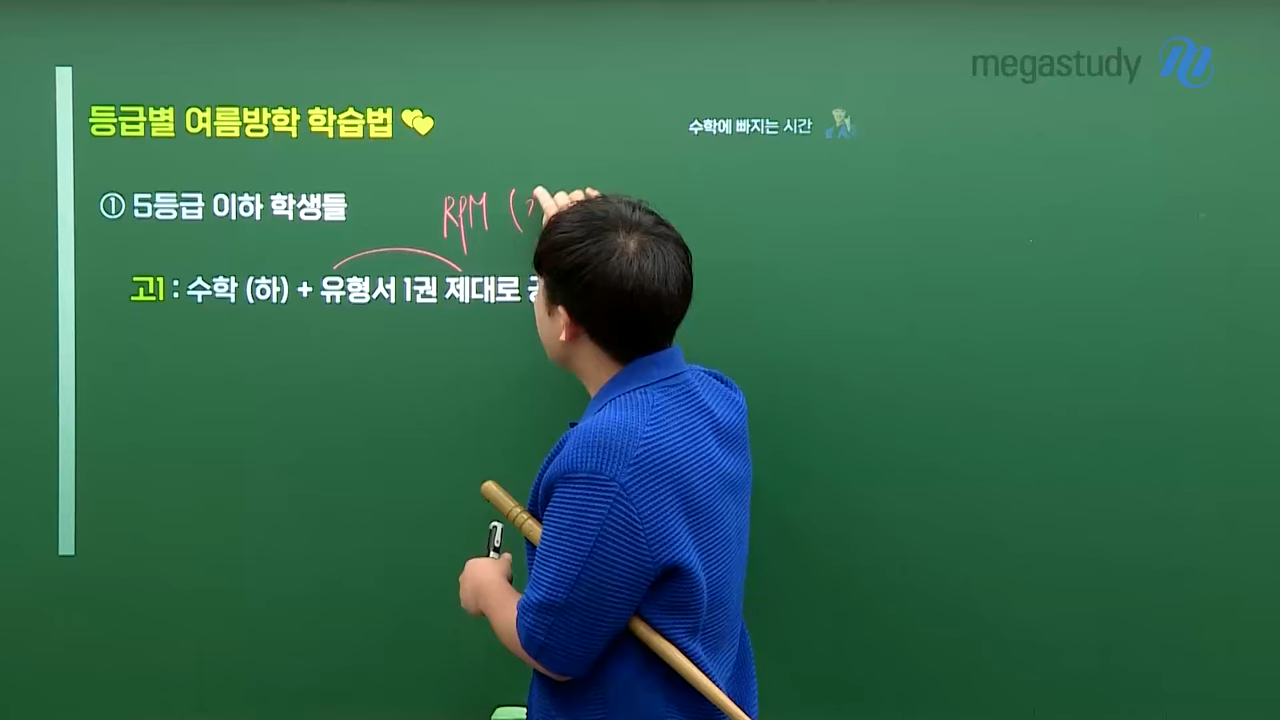 megastudy
등급별 여름방학 학습법
수학에 빠지는 시간
① 5등급 이하 학생들
RPM (
고1 : 수학 (하) + 유형서 1권 제대로